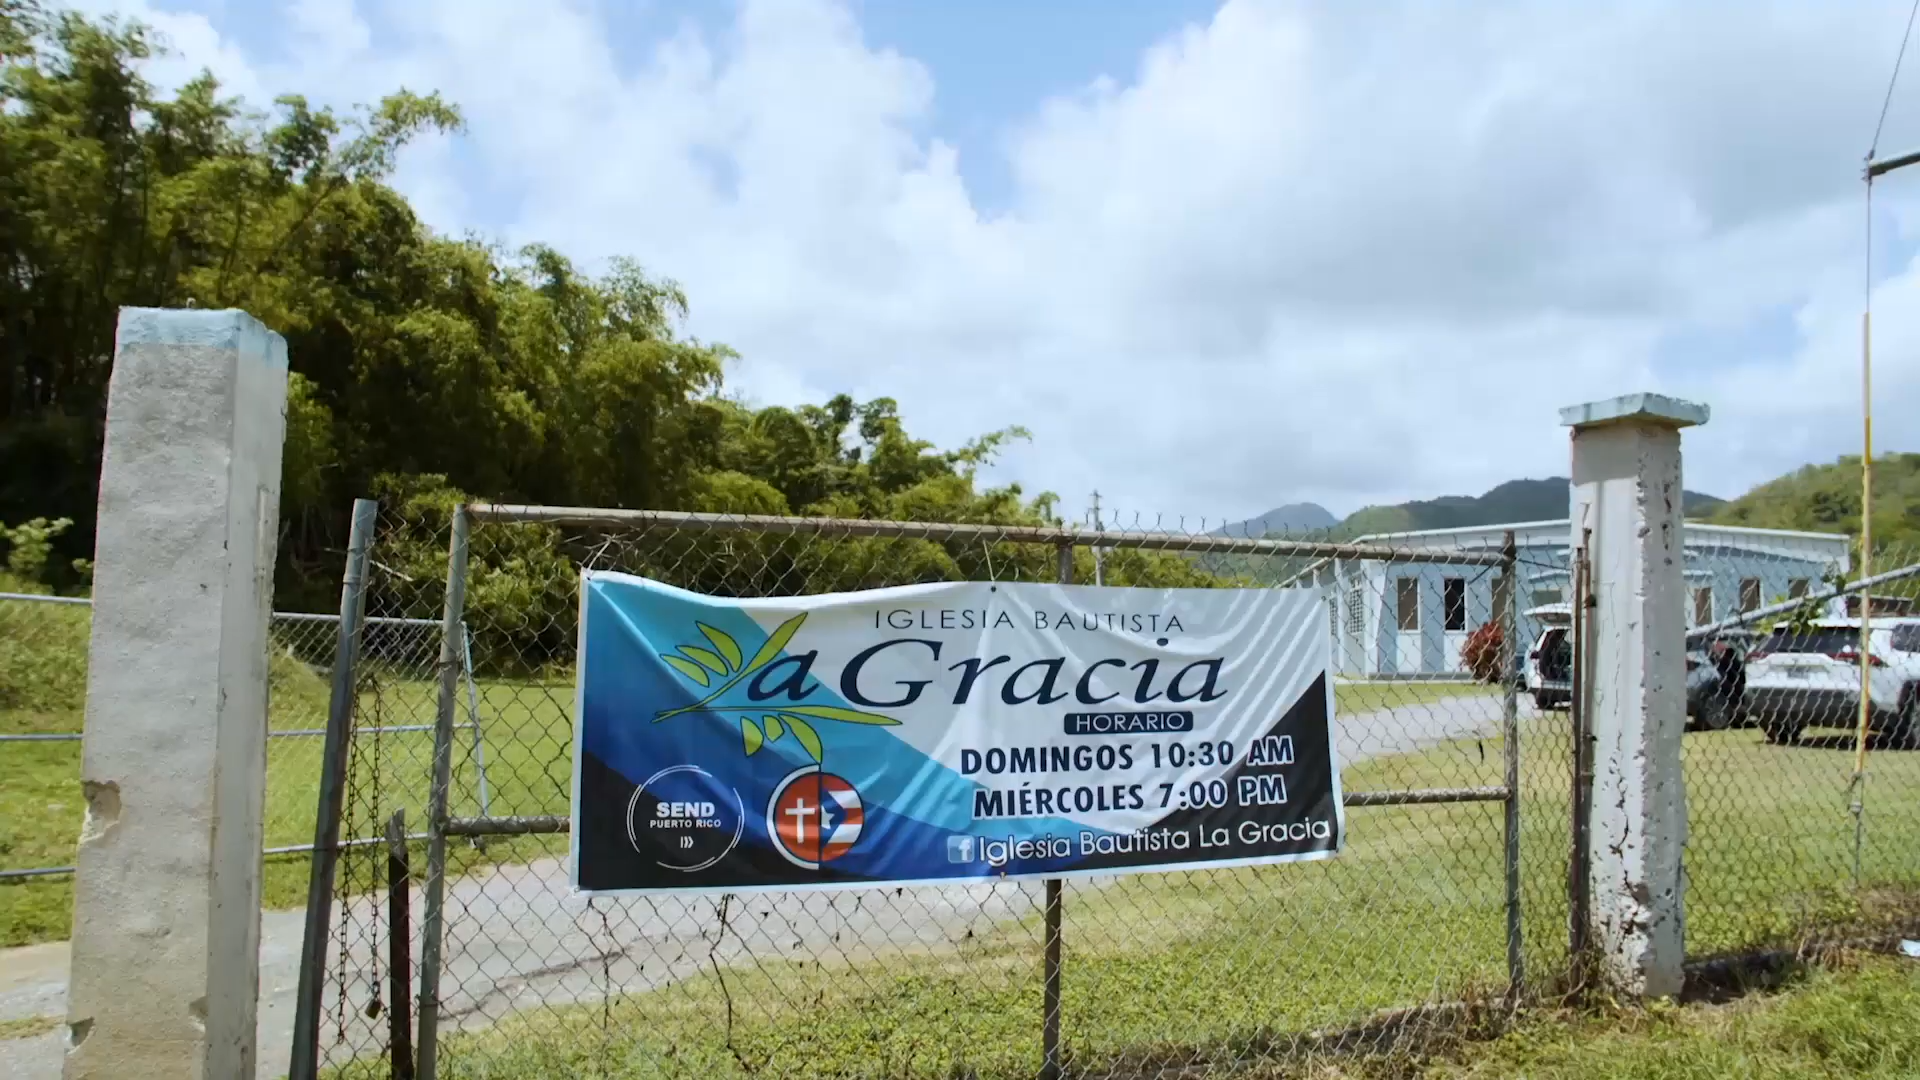 IGLESIA BAUTISTA
La Gracia
HORARIO
DOMINGOS 10:30 AM
MIÉRCOLES 7:00 PM
Iglesia Bautista La Gracia
SEND
PUERTO RICO